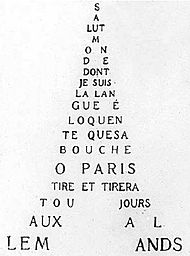 S
A
LUT
M
O N
D E
DONT
JE SUIS
LA LAN
GUE É
LOQUEN
TE QUESA
BOUCHE
O PARIS
TIRE ET TIRERA
TOU JOURS
AUX A L
LEM ANDS